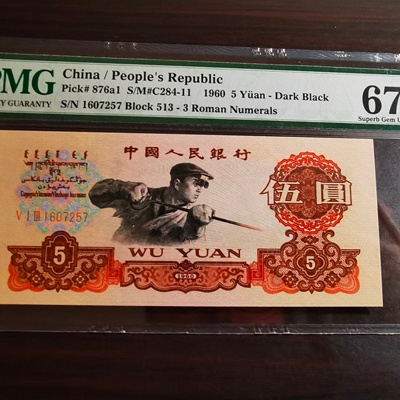 PMG
China / People's Republic
Pick# 876a1 S/M#C284-11 1960 5 Yüan - Dark Black
S/N 1607257 Block 513 - 3 Roman Numerals
GUARANTY
67
Superb Gem
中國人民銀行
伍圓
V I III 1607257
WU YUAN
5
1960
5